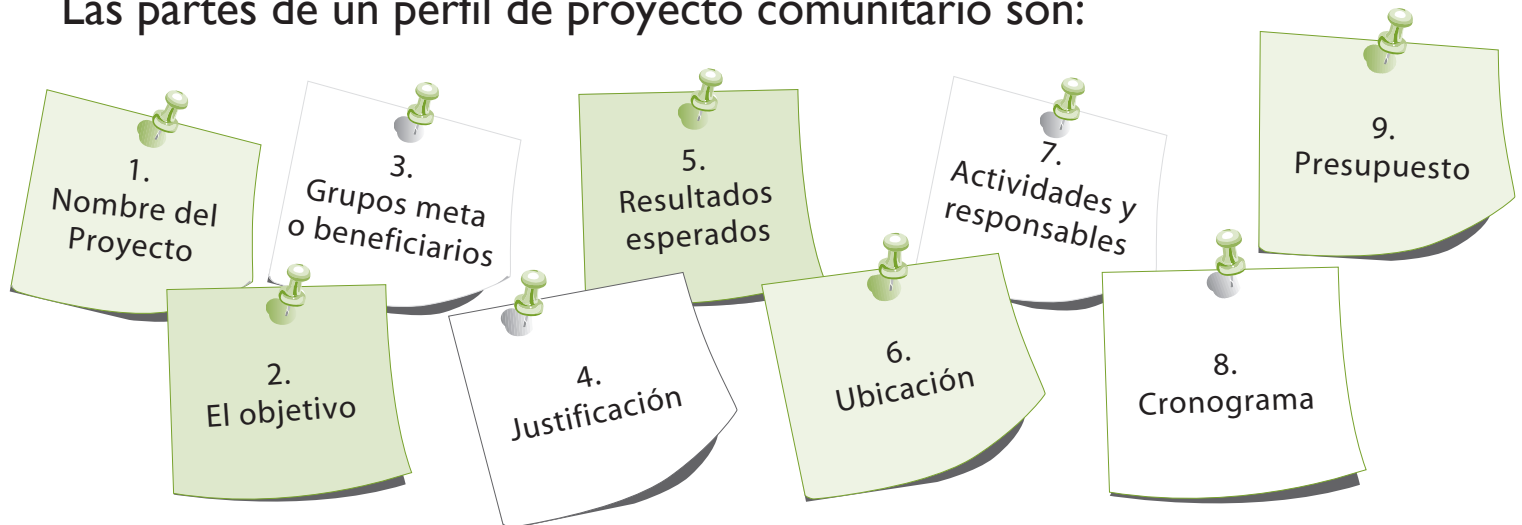 Las partes de un perfil de proyecto comunitario son:
1.
Nombre del
Proyecto
2.
El objetivo
3.
Grupos meta
o beneficiarios
4.
Justificación
5.
Resultados
esperados
6.
Ubicación
7.
Actividades y
responsables
8.
Cronograma
9.
Presupuesto